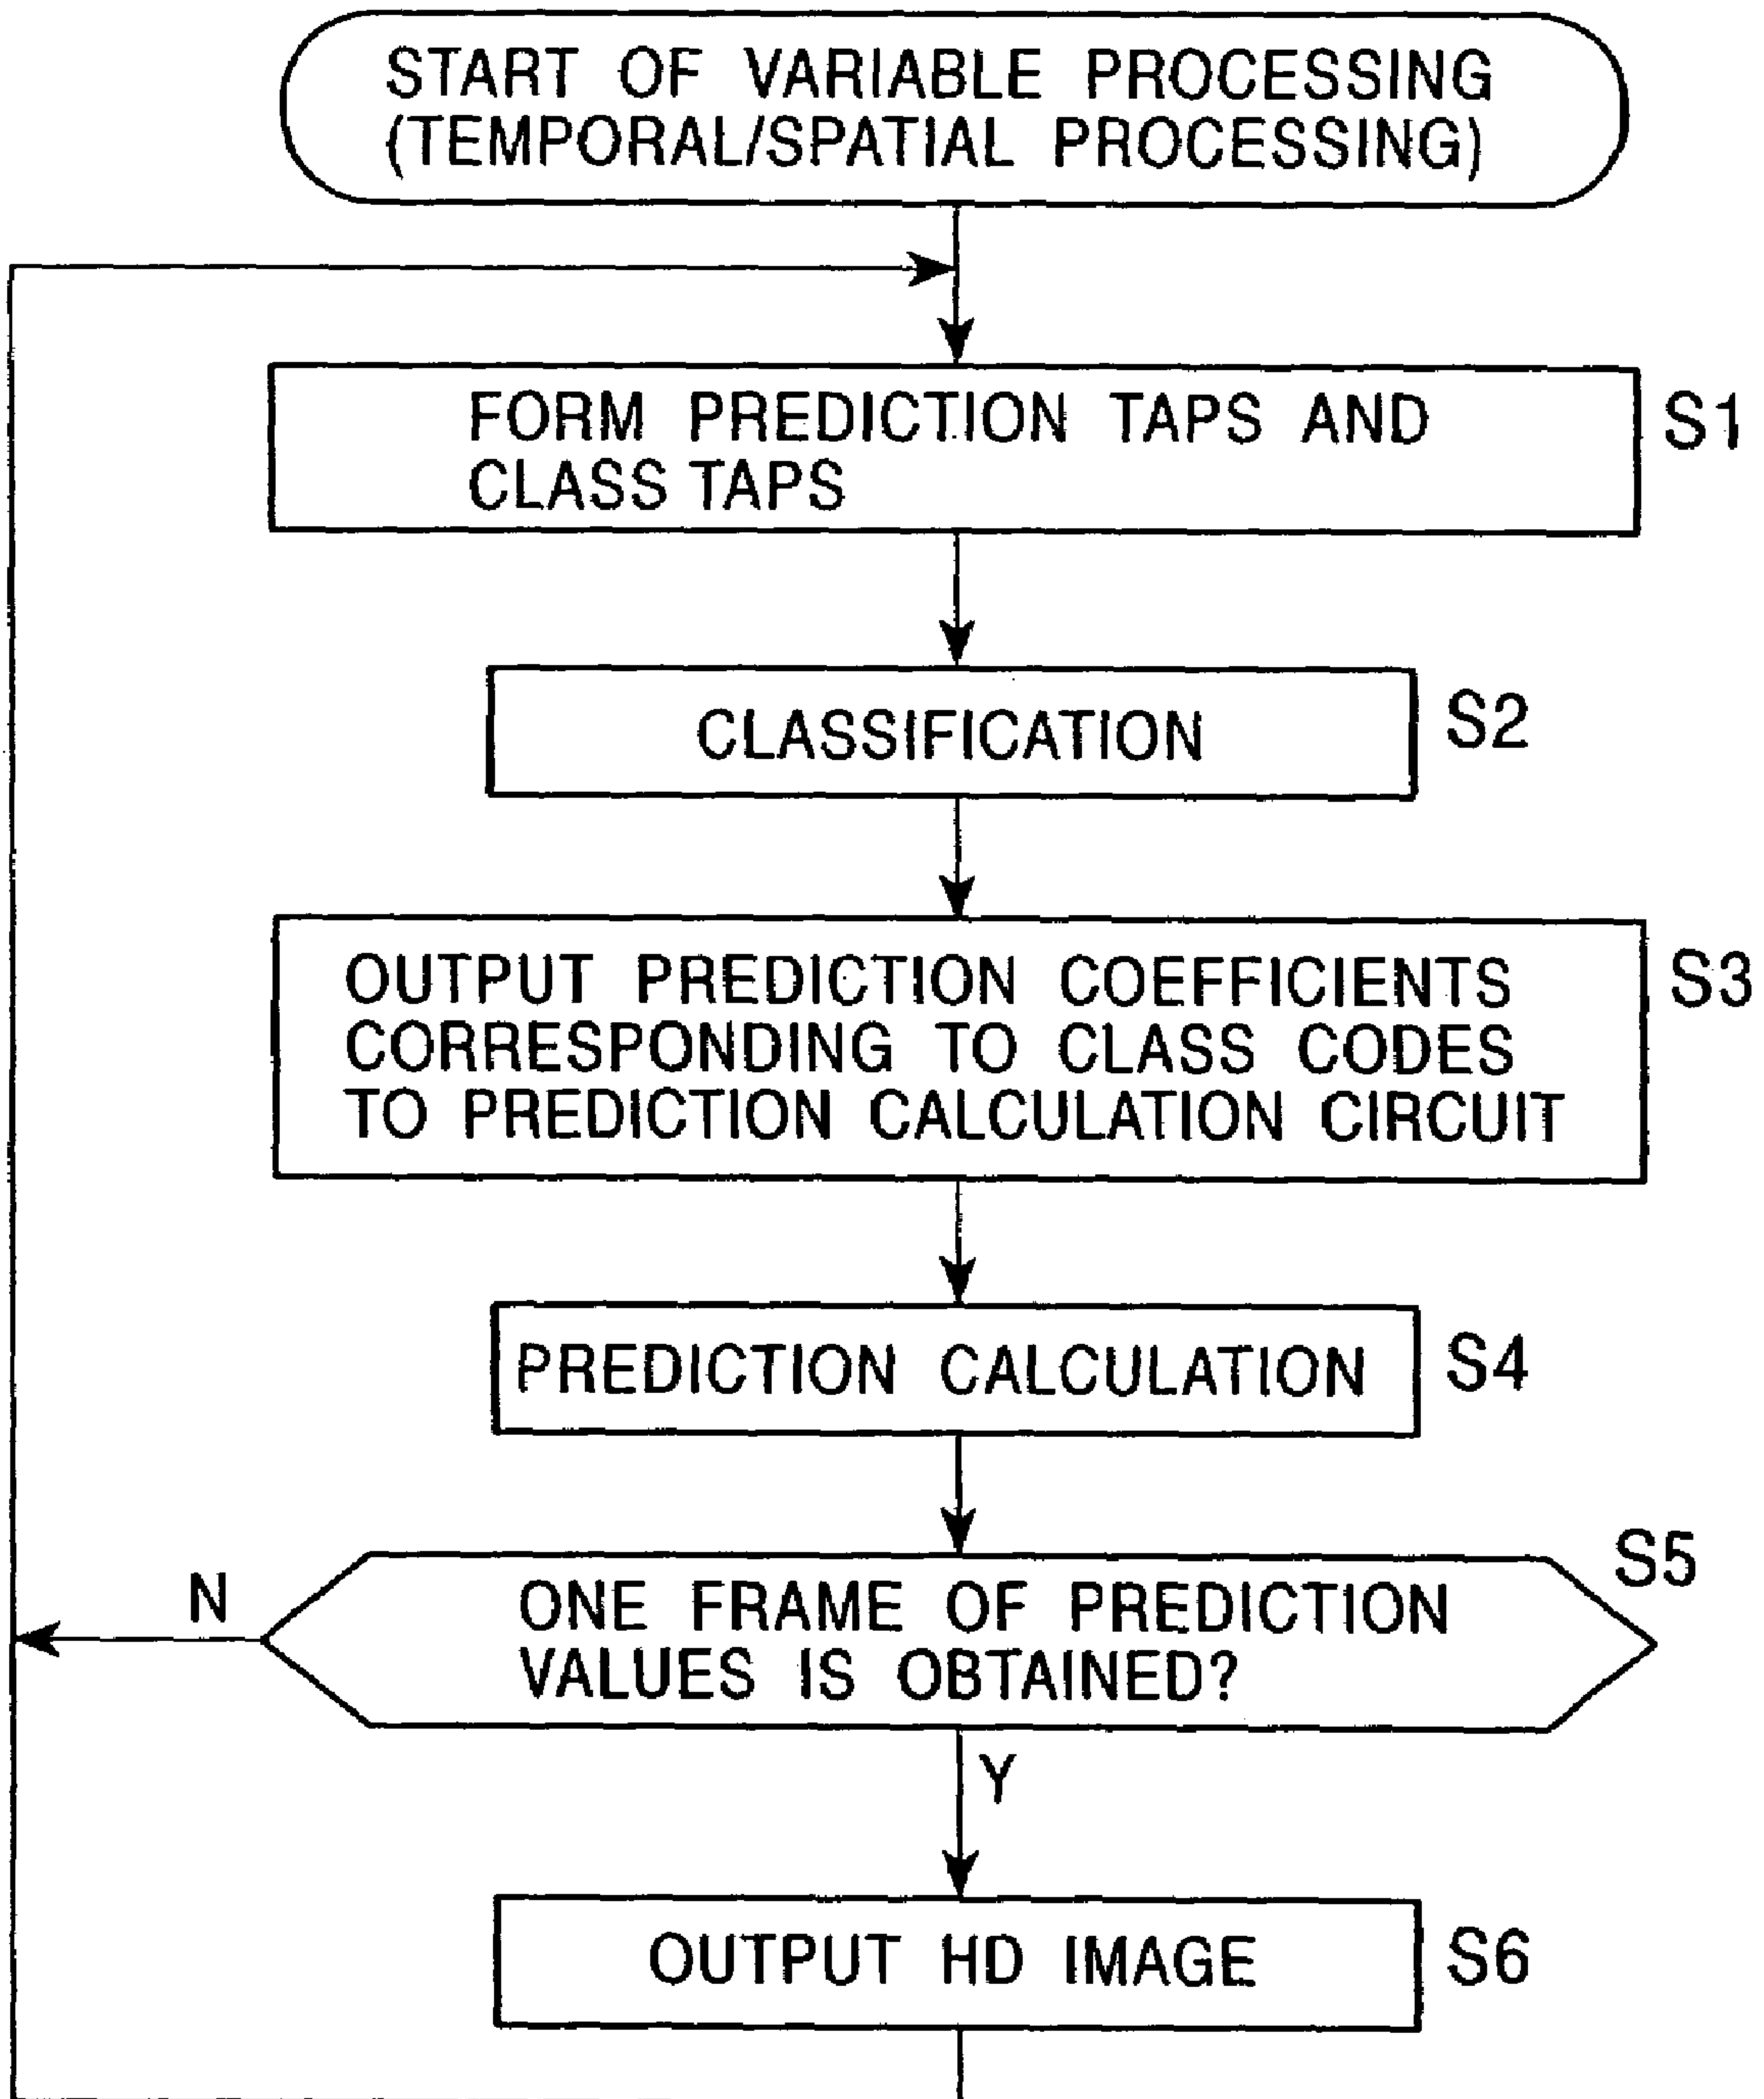 START OF VARIABLE PROCESSING
(TEMPORAL/SPATIAL PROCESSING)
FORM PREDICTION TAPS AND
CLASS TAPS
S1
CLASSIFICATION
S2
OUTPUT PREDICTION COEFFICIENTS
CORRESPONDING TO CLASS CODES
TO PREDICTION CALCULATION CIRCUIT
S3
PREDICTION CALCULATION
S4
ONE FRAME OF PREDICTION
VALUES IS OBTAINED?
S5
N
Y
OUTPUT HD IMAGE
S6